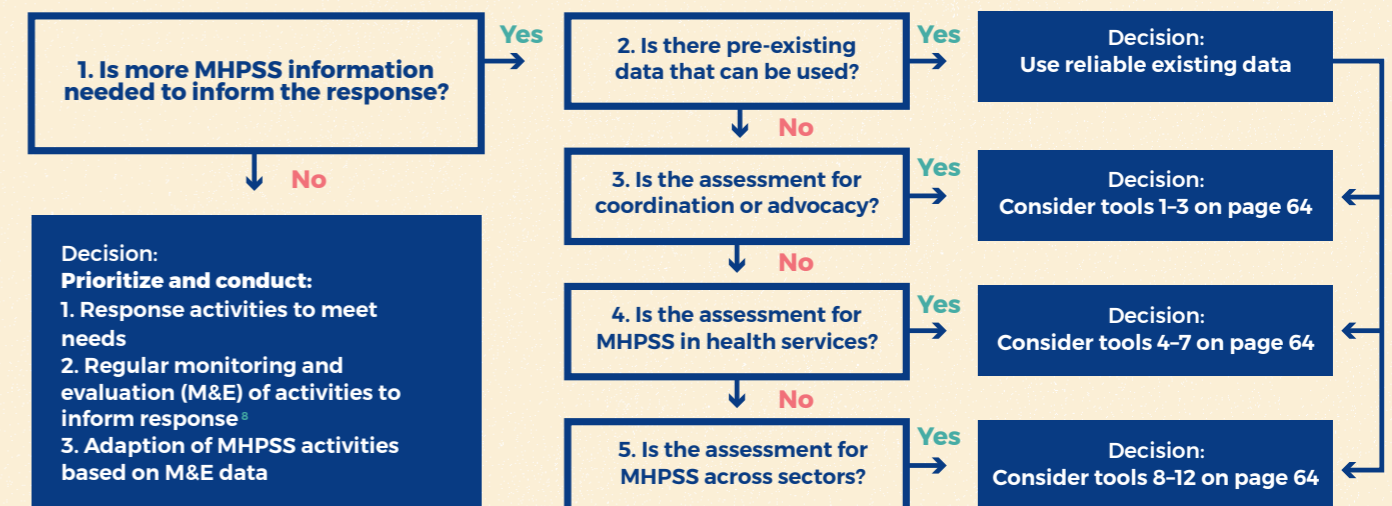 1. Is more MHPSS information
needed to inform the response?
Yes
No
Decision:
Prioritize and conduct:
1. Response activities to meet
needs
2. Regular monitoring and
evaluation (M&E) of activities to
inform response 8
3. Adaption of MHPSS activities
based on M&E data
2. Is there pre-existing
data that can be used?
Yes
Decision:
Use reliable existing data
No
3. Is the assessment for
coordination or advocacy?
Yes
Decision:
Consider tools 1–3 on page 64
No
4. Is the assessment for
MHPSS in health services?
Yes
Decision:
Consider tools 4–7 on page 64
No
5. Is the assessment for
MHPSS across sectors?
Yes
Decision:
Consider tools 8–12 on page 64